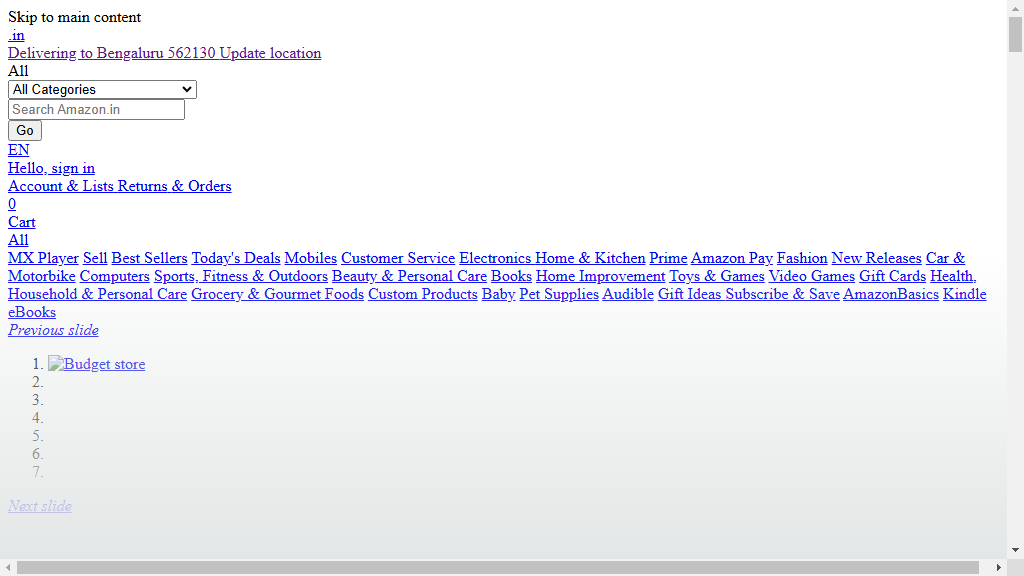 Skip to main content
.in
Delivering to Bengaluru 562130 Update location
All
All Categories
Search Amazon.in
Go
EN
Hello, sign in
Account & Lists Returns & Orders
0
Cart
All
MX Player Sell Best Sellers Today's Deals Mobiles Customer Service Electronics Home & Kitchen Prime Amazon Pay Fashion New Releases Car &
Motorbike Computers Sports, Fitness & Outdoors Beauty & Personal Care Books Home Improvement Toys & Games Video Games Gift Cards Health,
Household & Personal Care Grocery & Gourmet Foods Custom Products Baby Pet Supplies Audible Gift Ideas Subscribe & Save AmazonBasics Kindle
eBooks
Previous slide
1. Budget store
2.
3.
4.
5.
6.
7.
Next slide